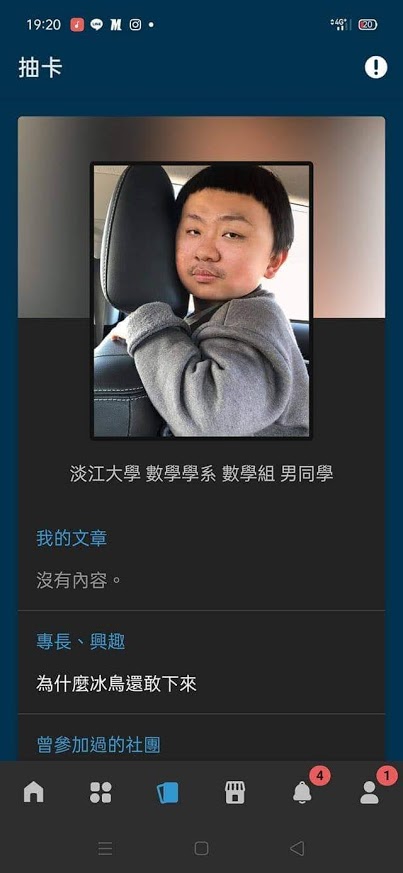 19:20
4G+
20
抽卡
淡江大學 數學學系 數學組 男同學
我的文章
沒有內容。
專長、興趣
為什麼冰鳥還敢下來
曾參加過的社團
4
1